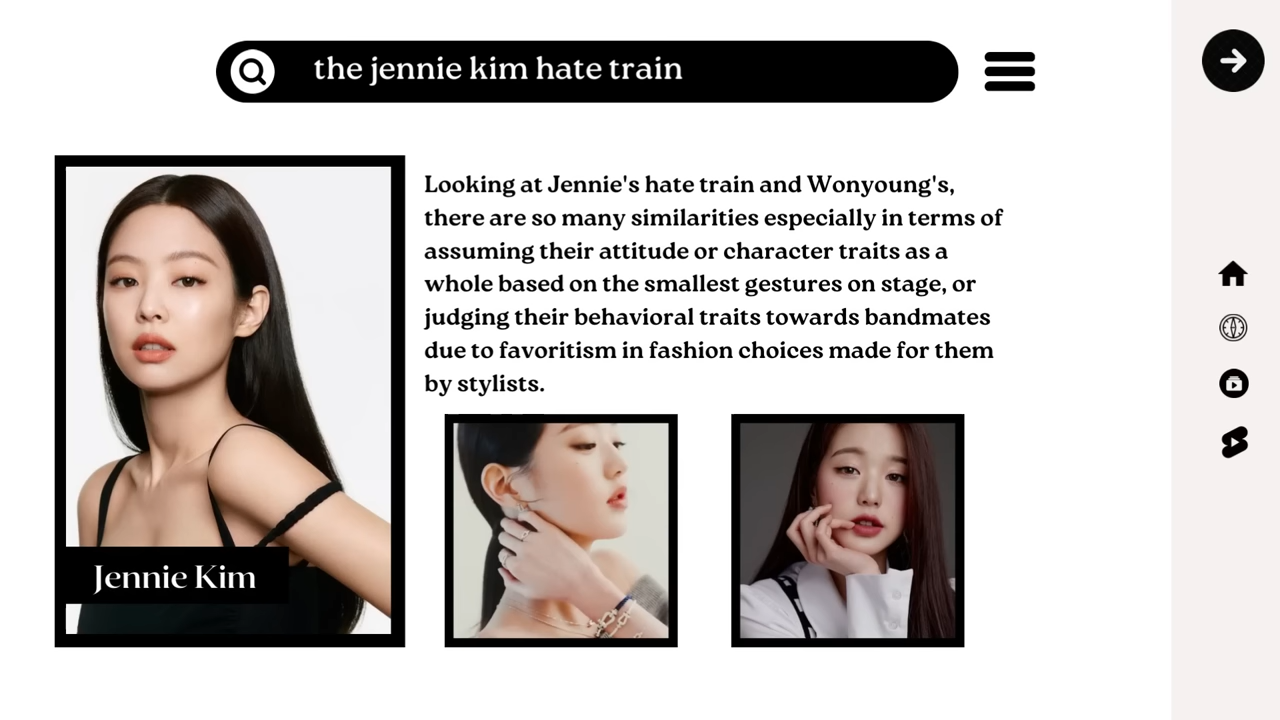 the jennie kim hate train
Looking at Jennie's hate train and Wonyoung's,
there are so many similarities especially in terms of
assuming their attitude or character traits as a
whole based on the smallest gestures on stage, or
judging their behavioral traits towards bandmates
due to favoritism in fashion choices made for them
by stylists.
Jennie Kim